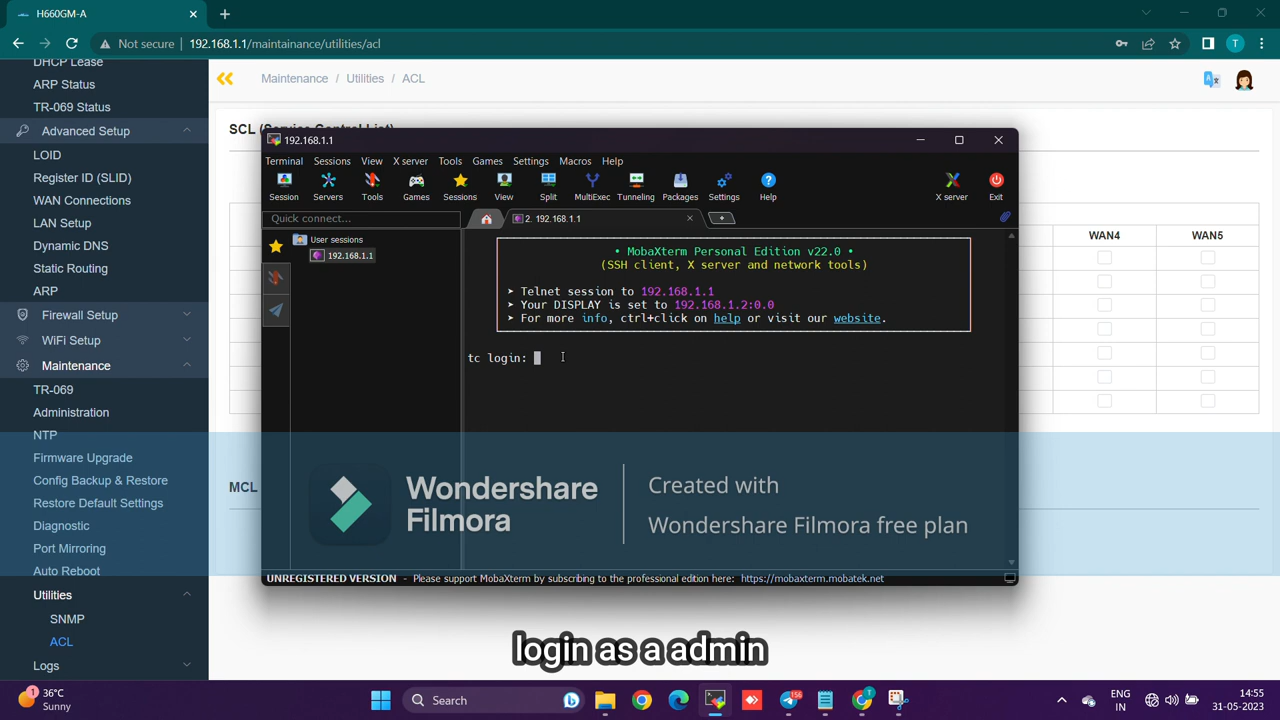 H660GM-A
Not secure
192.168.1.1/maintainance/utilities/acl
T
DHCP Lease
ARP Status
TR-069 Status
Advanced Setup
LOID
Register ID (SLID)
WAN Connections
LAN Setup
Dynamic DNS
Static Routing
ARP
Firewall Setup
WiFi Setup
Maintenance
TR-069
Administration
NTP
Firmware Upgrade
Config Backup & Restore
Restore Default Settings
Diagnostic
Port Mirroring
Auto Reboot
Utilities
SNMP
ACL
Logs
Maintenance / Utilities / ACL
SCL (Service Control List)
WAN4 WAN5
MCL
192.168.1.1
Terminal Sessions View X server Tools Games Settings Macros Help
Session Servers Tools Games Sessions View Split MultiExec Tunneling Packages Settings Help X server Exit
Quick connect...
2. 192.168.1.1
User sessions
192.168.1.1
• MobaXterm Personal Edition v22.0 •
(SSH client, X server and network tools)
➤ Telnet session to 192.168.1.1
➤ Your DISPLAY is set to 192.168.1.2:0.0
➤ For more info, ctrl+click on help or visit our website.
tc login:
Wondershare
Filmora
Created with
Wondershare Filmora free plan
UNREGISTERED VERSION - Please support MobaXterm by subscribing to the professional edition here: https://mobaxterm.mobatek.net
login as a admin
1
36°C
Sunny
Search
156
T
ENG
IN
14:55
31-05-2023